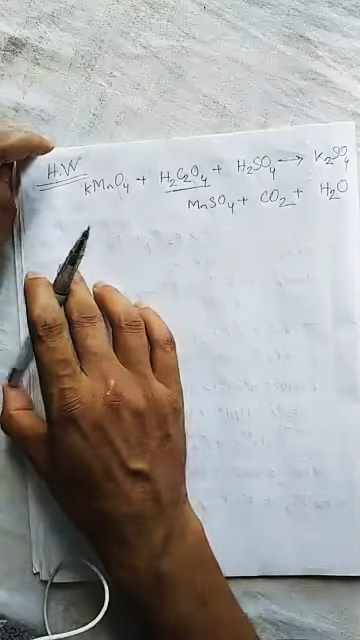 H.W
KMnO₄ + H₂C₂O₄ + H₂SO₄ → K₂SO₄
MnSO₄ + CO₂ + H₂O